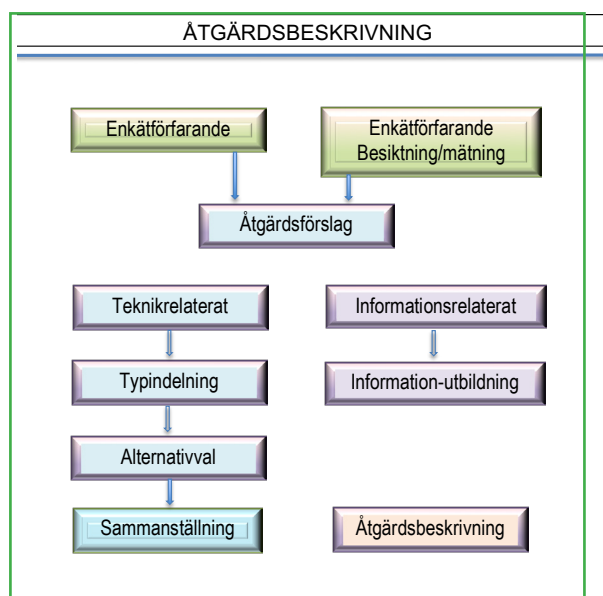 ÅTGÄRDSBESKRIVNING
Enkätförfarande
Enkätförfarande
Besiktning/mätning
Åtgärdsförslag
Teknikrelaterat
Informationsrelaterat
Typindelning
Information-utbildning
Alternativval
Sammanställning
Åtgärdsbeskrivning